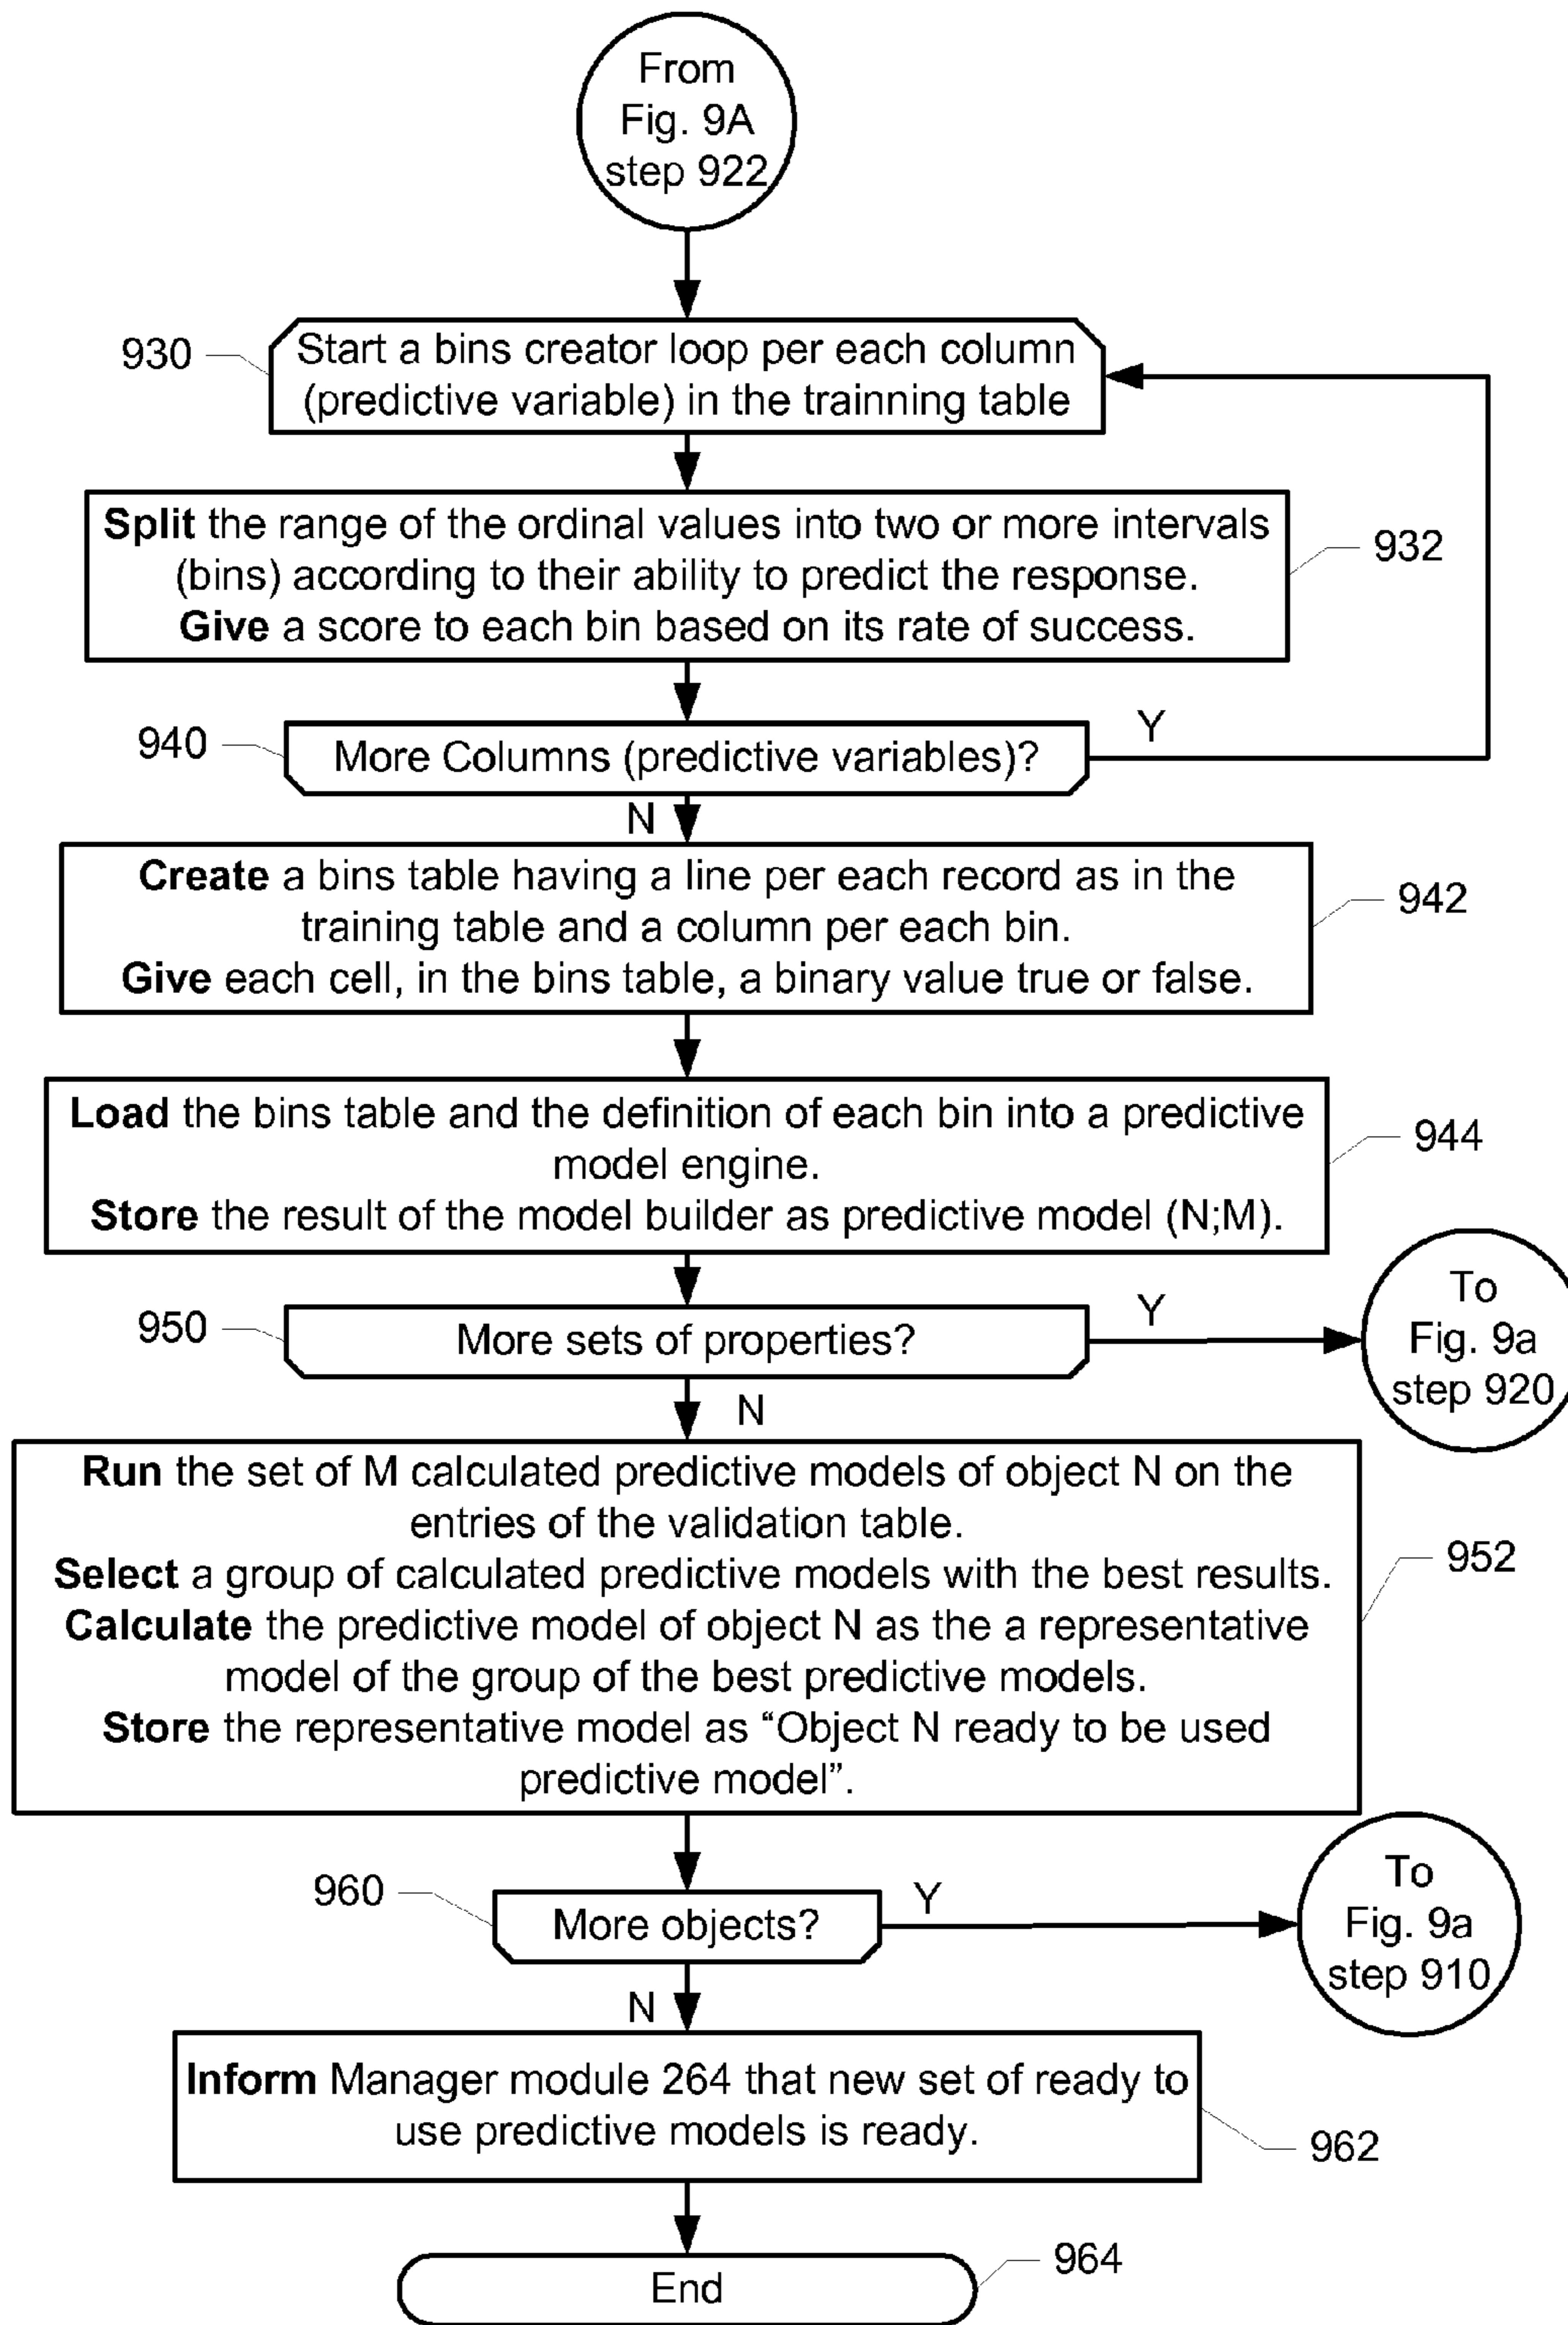 From
Fig. 9A
step 922
930
Start a bins creator loop per each column
(predictive variable) in the trainning table
Split the range of the ordinal values into two or more intervals
(bins) according to their ability to predict the response.
Give a score to each bin based on its rate of success.
932
940
More Columns (predictive variables)?
Y
N
Create a bins table having a line per each record as in the
training table and a column per each bin.
Give each cell, in the bins table, a binary value true or false.
942
Load the bins table and the definition of each bin into a predictive
model engine.
Store the result of the model builder as predictive model (N;M).
944
950
More sets of properties?
Y
To
Fig. 9a
step 920
N
Run the set of M calculated predictive models of object N on the
entries of the validation table.
Select a group of calculated predictive models with the best results.
Calculate the predictive model of object N as the a representative
model of the group of the best predictive models.
Store the representative model as “Object N ready to be used
predictive model”.
952
960
More objects?
Y
To
Fig. 9a
step 910
N
Inform Manager module 264 that new set of ready to
use predictive models is ready.
962
End
964